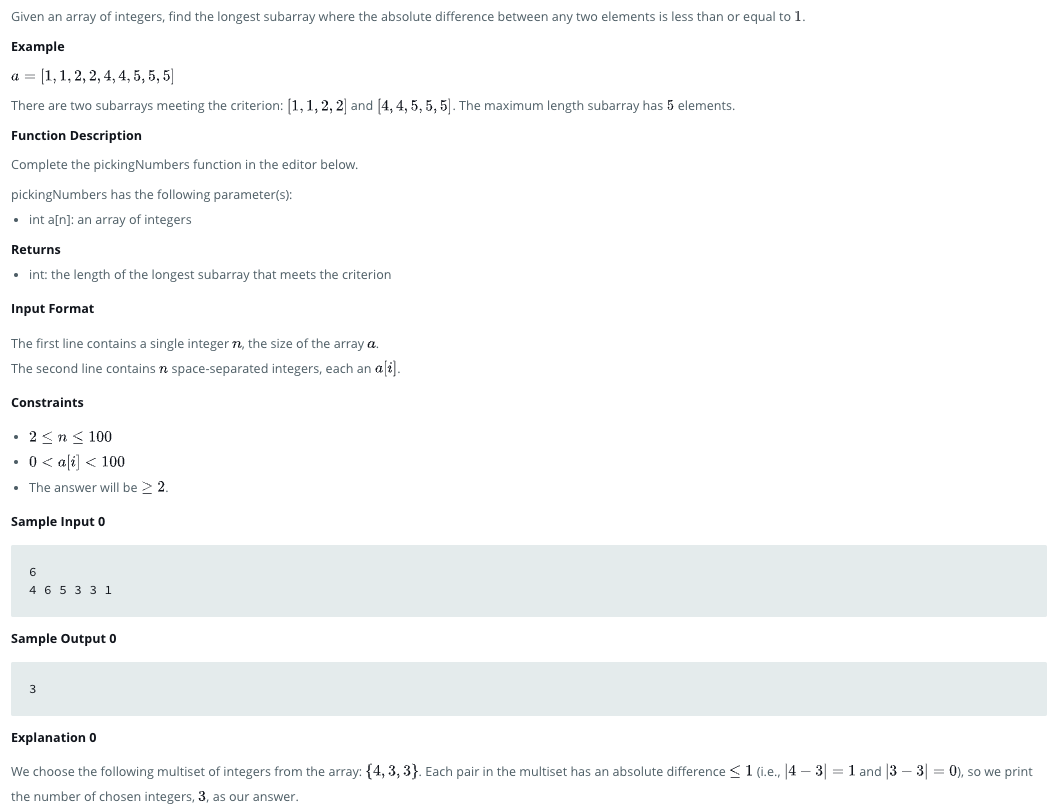 Given an array of integers, find the longest subarray where the absolute difference between any two elements is less than or equal to 1.
Example
a = [1, 1, 2, 2, 4, 4, 5, 5, 5]
There are two subarrays meeting the criterion: [1, 1, 2, 2] and [4, 4, 5, 5, 5]. The maximum length subarray has 5 elements.
Function Description
Complete the pickingNumbers function in the editor below.
pickingNumbers has the following parameter(s):
• int a[n]: an array of integers
Returns
• int: the length of the longest subarray that meets the criterion
Input Format
The first line contains a single integer n, the size of the array a.
The second line contains n space-separated integers, each an a[i].
Constraints
• 2 ≤ n ≤ 100
• 0 < a[i] < 100
• The answer will be ≥ 2.
Sample Input 0
6
4 6 5 3 3 1
Sample Output 0
3
Explanation 0
We choose the following multiset of integers from the array: {4, 3, 3}. Each pair in the multiset has an absolute difference ≤ 1 (i.e., |4 − 3| = 1 and |3 − 3| = 0), so we print
the number of chosen integers, 3, as our answer.